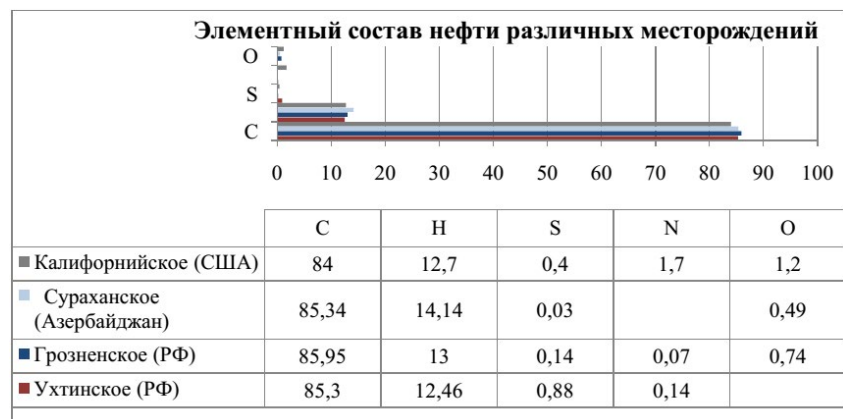 Элементный состав нефти различных месторождений
O
S
C
0 10 20 30 40 50 60 70 80 90 100
C H S N O
Калифорнийское (США) 84 12,7 0,4 1,7 1,2
Сураханское
(Азербайджан) 85,34 14,14 0,03 0,49
Грозненское (РФ) 85,95 13 0,14 0,07 0,74
Ухтинское (РФ) 85,3 12,46 0,88 0,14